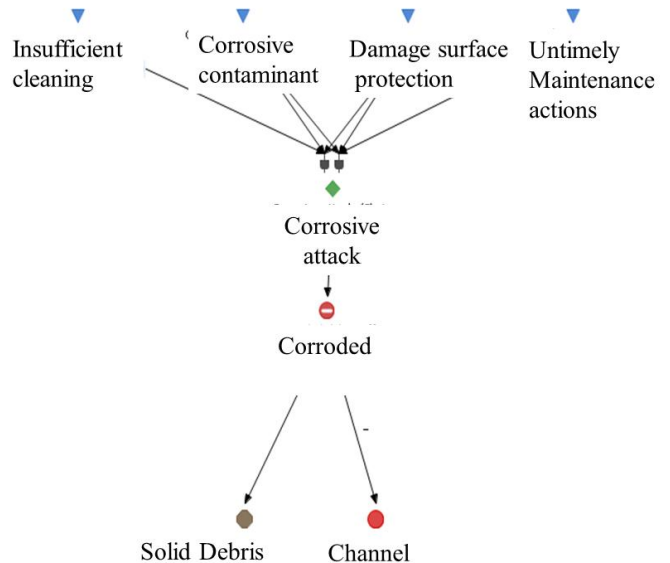 Insufficient
cleaning
Corrosive
contaminant
Damage surface
protection
Untimely
Maintenance
actions
Corrosive
attack
Corroded
-
Solid Debris
Channel